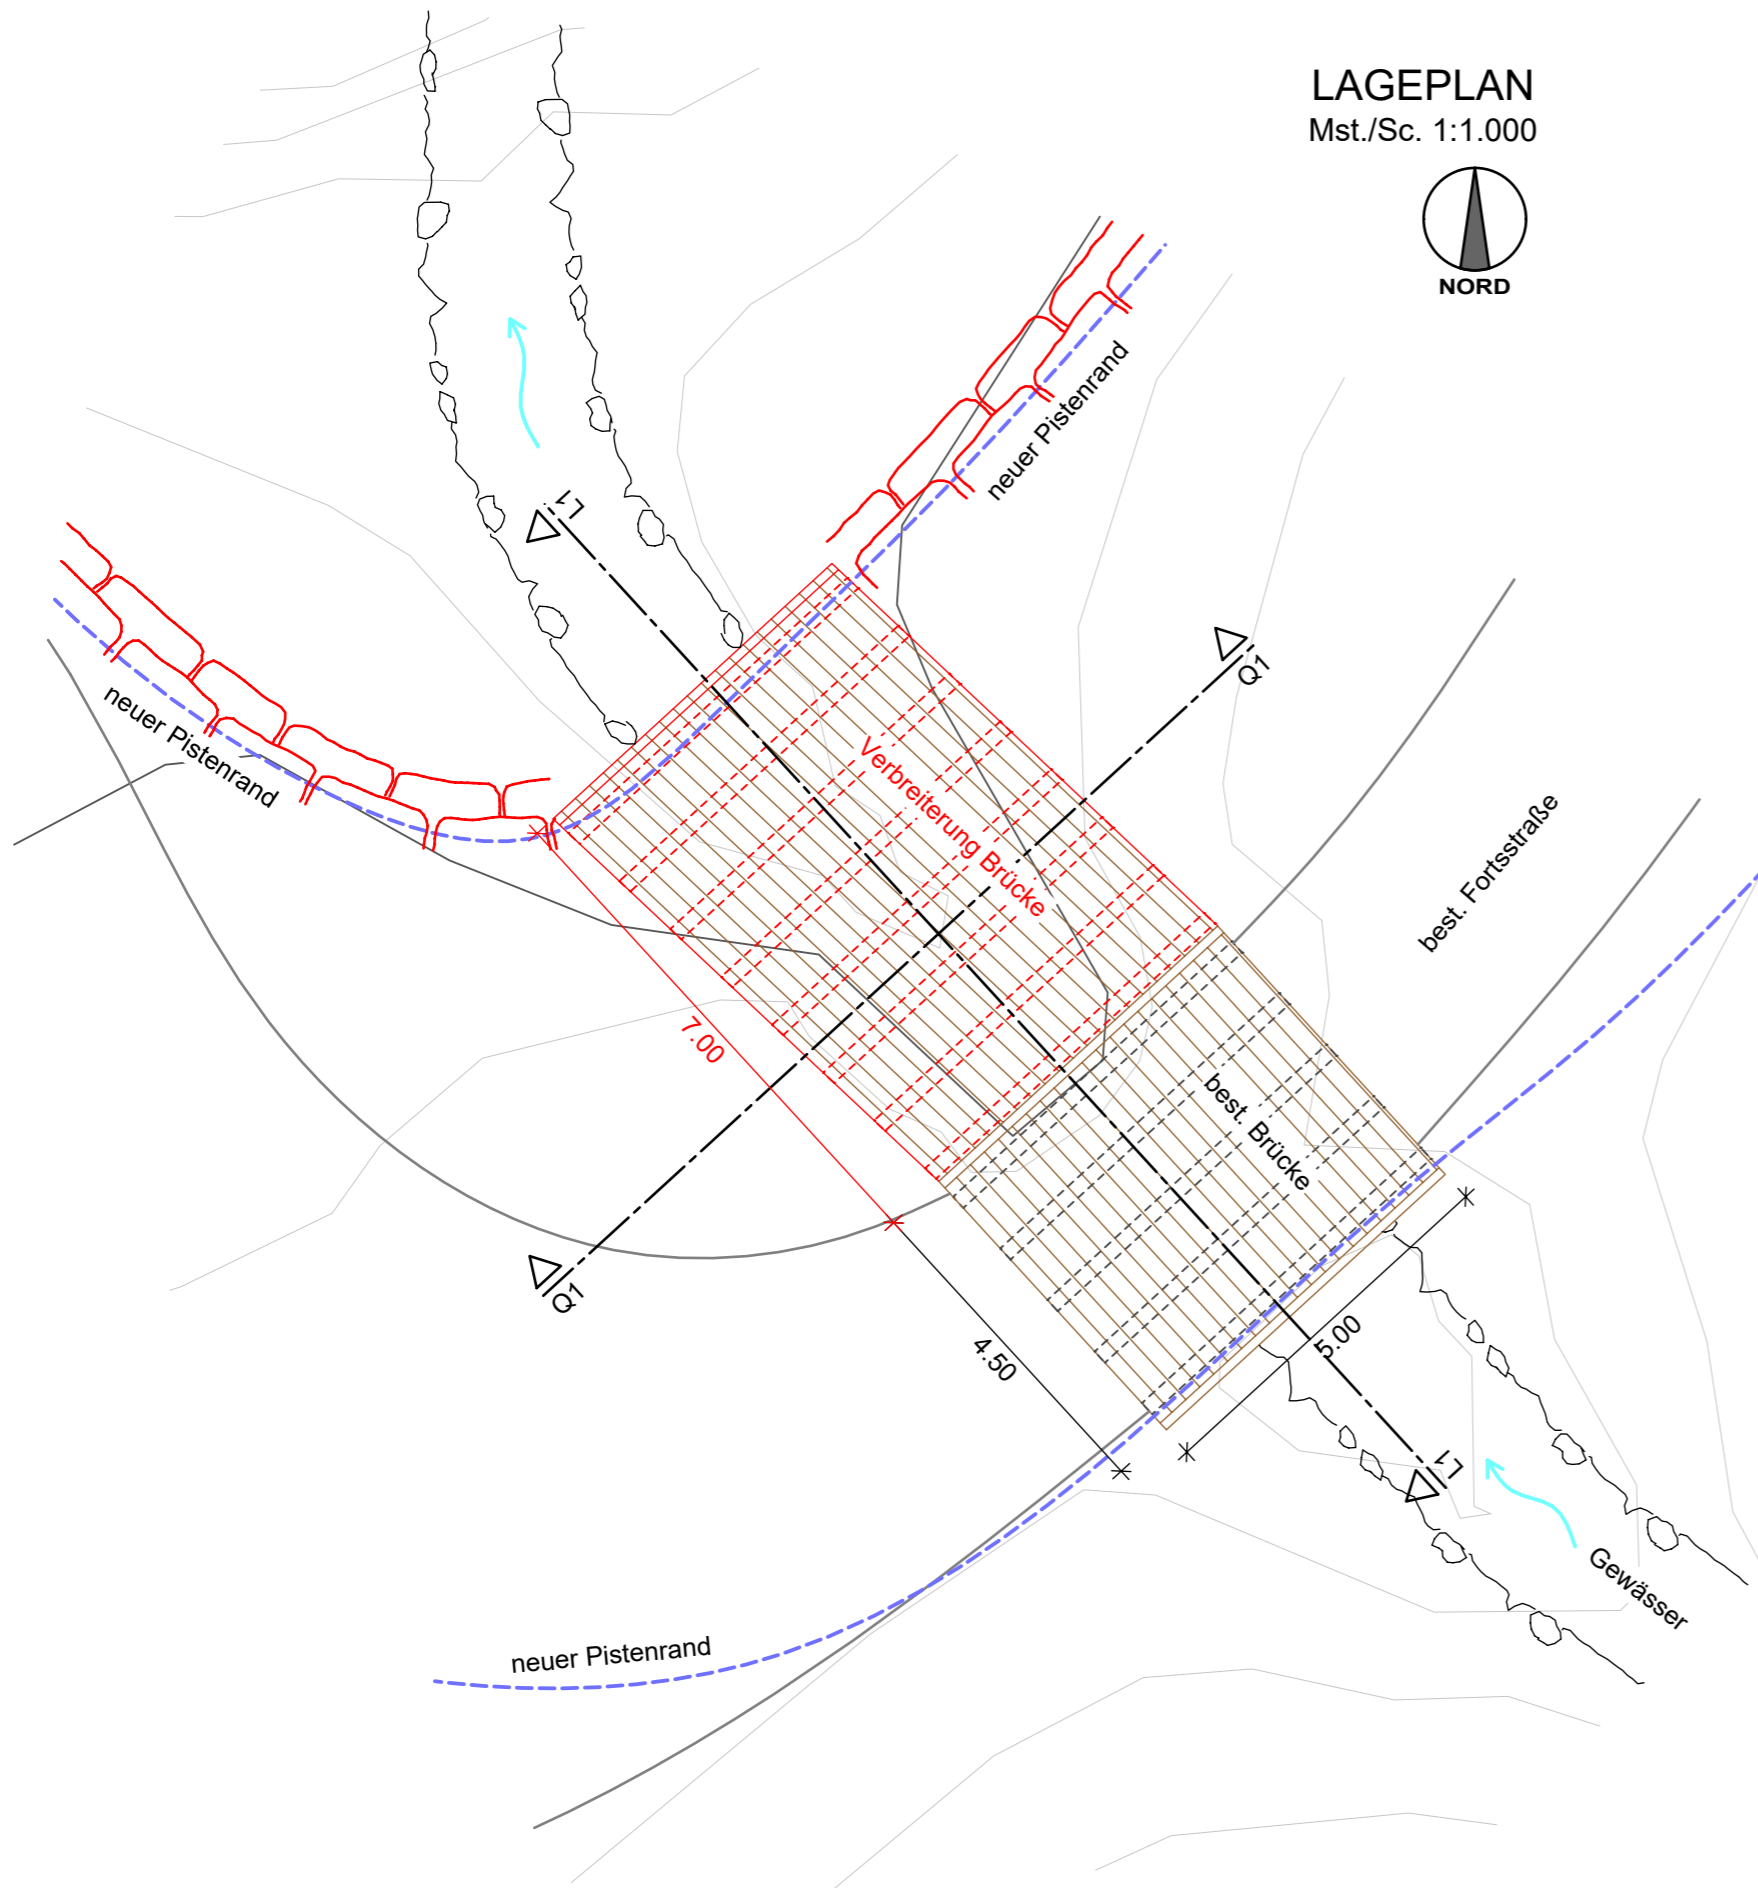 LAGEPLAN
Mst./Sc. 1:1.000
NORD
neuer Pistenrand
L1
Q1
neuer Pistenrand
Verbreiterung Brücke
best. Fortsstraße
7.00
best. Brücke
Q1
4.50
5.00
L1
Gewässer
neuer Pistenrand